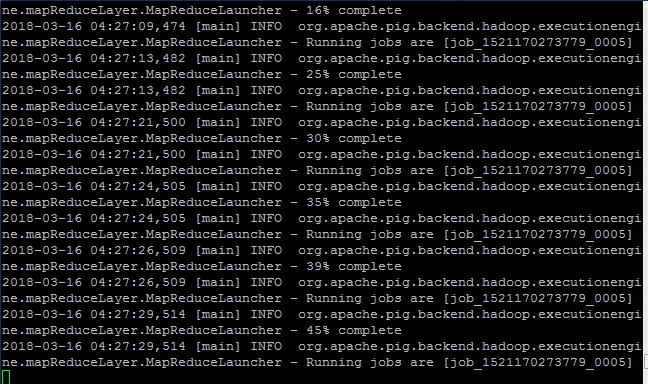 ne.mapReduceLayer.MapReduceLauncher - 16% complete
2018-03-16 04:27:09,474 [main] INFO  org.apache.pig.backend.hadoop.executionengi
ne.mapReduceLayer.MapReduceLauncher - Running jobs are [job_1521170273779_0005]
2018-03-16 04:27:13,482 [main] INFO  org.apache.pig.backend.hadoop.executionengi
ne.mapReduceLayer.MapReduceLauncher - 25% complete
2018-03-16 04:27:13,482 [main] INFO  org.apache.pig.backend.hadoop.executionengi
ne.mapReduceLayer.MapReduceLauncher - Running jobs are [job_1521170273779_0005]
2018-03-16 04:27:21,500 [main] INFO  org.apache.pig.backend.hadoop.executionengi
ne.mapReduceLayer.MapReduceLauncher - 30% complete
2018-03-16 04:27:21,500 [main] INFO  org.apache.pig.backend.hadoop.executionengi
ne.mapReduceLayer.MapReduceLauncher - Running jobs are [job_1521170273779_0005]
2018-03-16 04:27:24,505 [main] INFO  org.apache.pig.backend.hadoop.executionengi
ne.mapReduceLayer.MapReduceLauncher - 35% complete
2018-03-16 04:27:24,505 [main] INFO  org.apache.pig.backend.hadoop.executionengi
ne.mapReduceLayer.MapReduceLauncher - Running jobs are [job_1521170273779_0005]
2018-03-16 04:27:26,509 [main] INFO  org.apache.pig.backend.hadoop.executionengi
ne.mapReduceLayer.MapReduceLauncher - 39% complete
2018-03-16 04:27:26,509 [main] INFO  org.apache.pig.backend.hadoop.executionengi
ne.mapReduceLayer.MapReduceLauncher - Running jobs are [job_1521170273779_0005]
2018-03-16 04:27:29,514 [main] INFO  org.apache.pig.backend.hadoop.executionengi
ne.mapReduceLayer.MapReduceLauncher - 45% complete
2018-03-16 04:27:29,514 [main] INFO  org.apache.pig.backend.hadoop.executionengi
ne.mapReduceLayer.MapReduceLauncher - Running jobs are [job_1521170273779_0005]